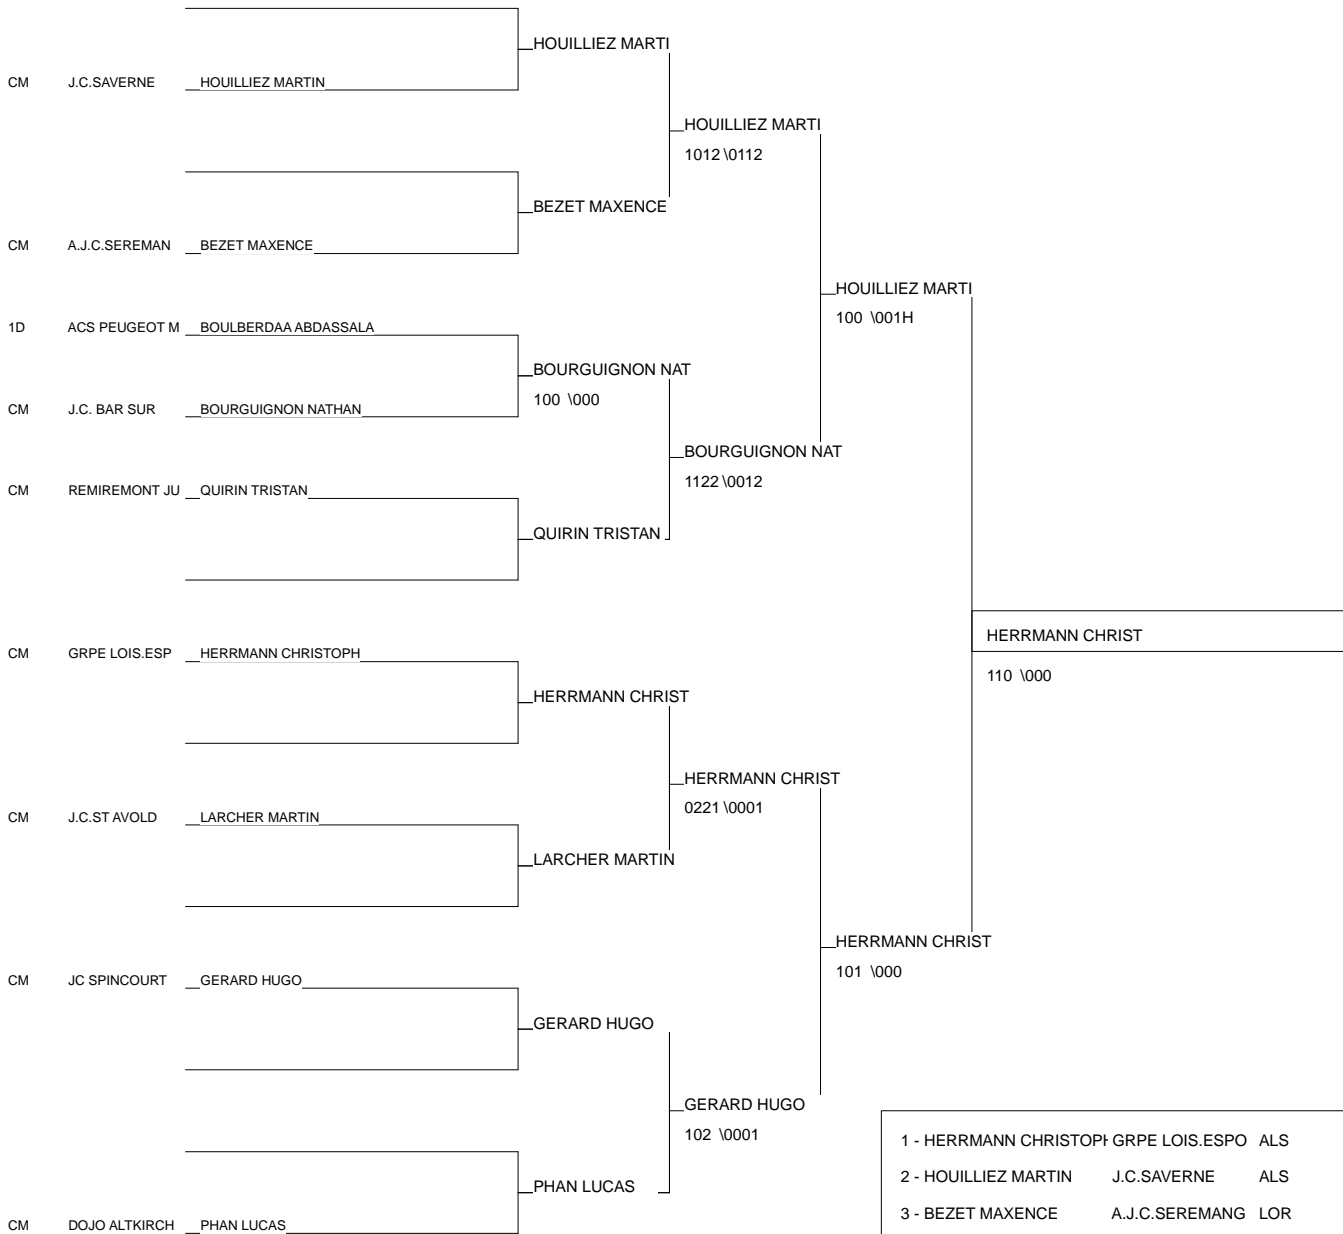 HOUILLIEZ MARTI
CM J.C.SAVERNE HOUILLIEZ MARTIN
HOUILLIEZ MARTI
1012 \0112
BEZET MAXENCE
CM A.J.C.SEREMAN BEZET MAXENCE
HOUILLIEZ MARTI
100 \001H
1D ACS PEUGEOT M BOULBERDAA ABDASSALA
BOURGUIGNON NAT
100 \000
CM J.C. BAR SUR BOURGUIGNON NATHAN
BOURGUIGNON NAT
1122 \0012
CM REMIREMONT JU QUIRIN TRISTAN
QUIRIN TRISTAN
HERRMANN CHRIST
110 \000
CM GRPE LOIS.ESP HERRMANN CHRISTOPH
HERRMANN CHRIST
HERRMANN CHRIST
0221 \0001
CM J.C.ST AVOLD LARCHER MARTIN
LARCHER MARTIN
HERRMANN CHRIST
101 \000
CM JC SPINCOURT GERARD HUGO
GERARD HUGO
GERARD HUGO
102 \0001
PHAN LUCAS
CM DOJO ALTKIRCH PHAN LUCAS
1 - HERRMANN CHRISTOPH GRPE LOIS.ESPO ALS
2 - HOUILLIEZ MARTIN J.C.SAVERNE ALS
3 - BEZET MAXENCE A.J.C.SEREMANG LOR